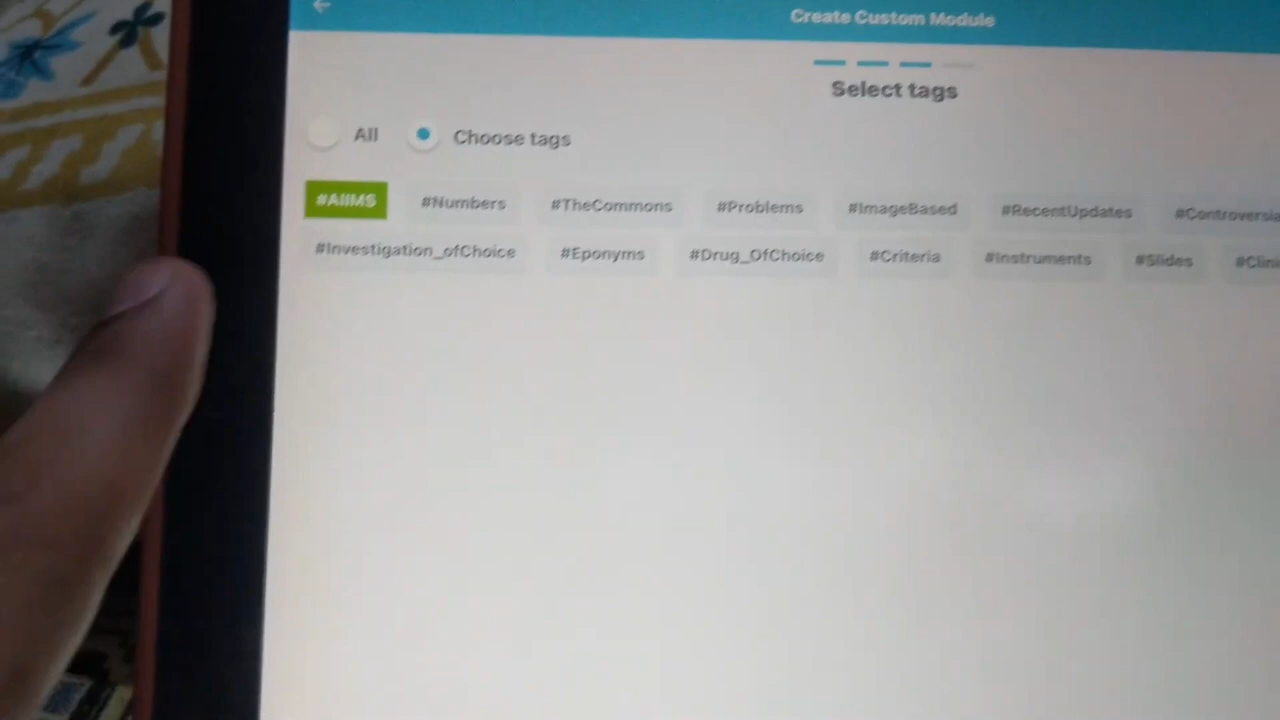 Create Custom Module
Select tags
All Choose tags
#AIIMS #Numbers #TheCommons #Problems #ImageBased #RecentUpdates
#Investigation_ofChoice #Eponyms #Drug_OfChoice #Criteria #Instruments #Slides